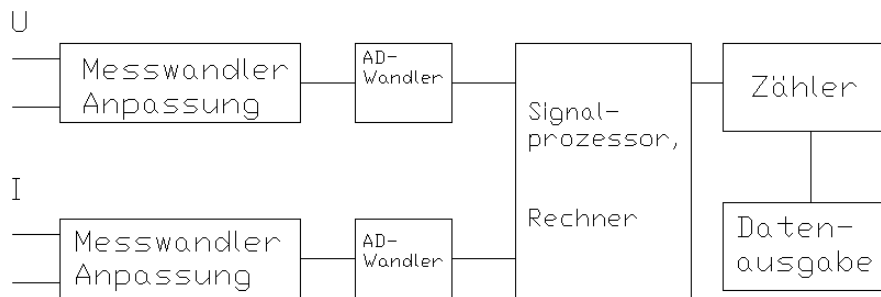 U
Messwandler
Anpassung
AD-
Wandler
Signal-
prozessor,
Rechner
Zähler
I
Messwandler
Anpassung
AD-
Wandler
Daten-
ausgabe